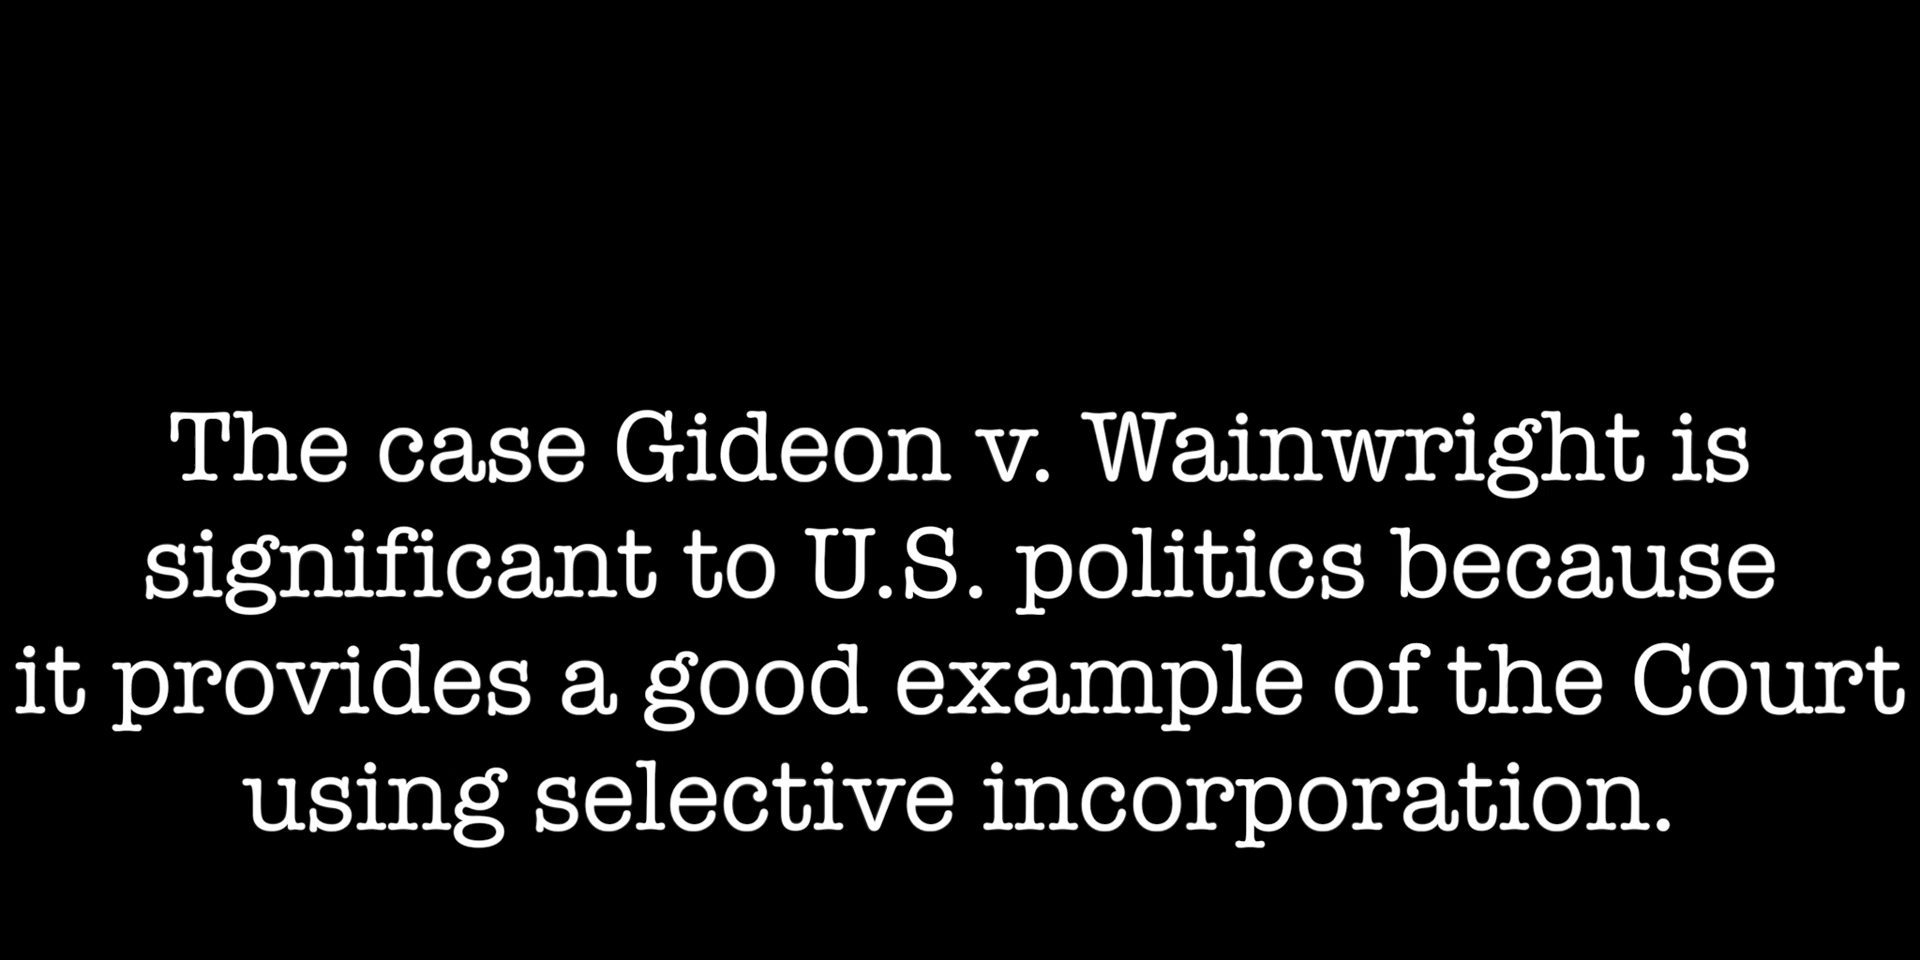 The case Gideon v. Wainwright is
significant to U.S. politics because
it provides a good example of the Court
using selective incorporation.